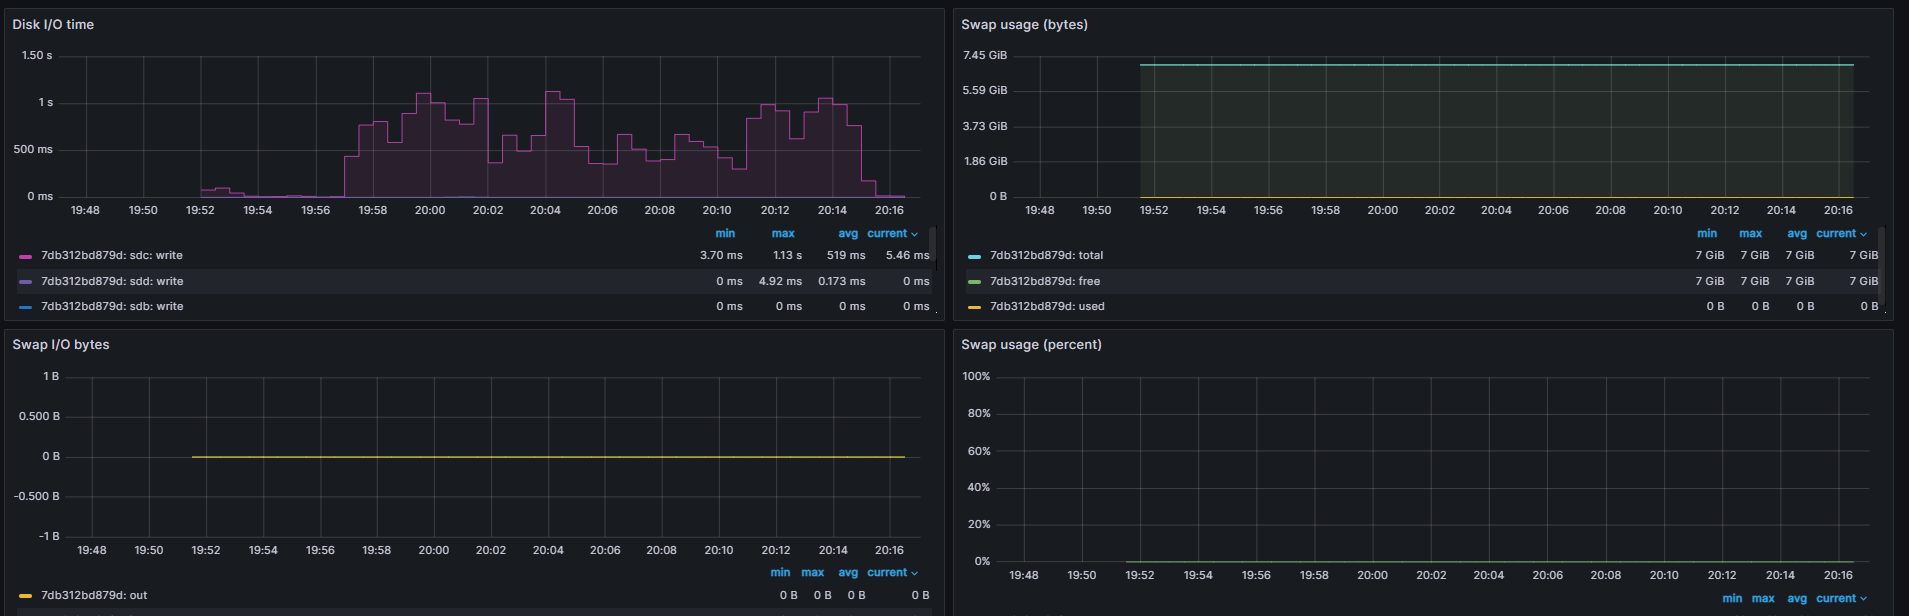 Disk I/O time
1.50 s
1 s
500 ms
0 ms
19:48 19:50 19:52 19:54 19:56 19:58 20:00 20:02 20:04 20:06 20:08 20:10 20:12 20:14 20:16
min max avg current
7db312bd879d: sdc: write 3.70 ms 1.13 s 519 ms 5.46 ms
7db312bd879d: sdd: write 0 ms 4.92 ms 0.173 ms 0 ms
7db312bd879d: sdb: write 0 ms 0 ms 0 ms 0 ms
Swap usage (bytes)
7.45 GiB
5.59 GiB
3.73 GiB
1.86 GiB
0 B
19:48 19:50 19:52 19:54 19:56 19:58 20:00 20:02 20:04 20:06 20:08 20:10 20:12 20:14 20:16
min max avg current
7db312bd879d: total 7 GiB 7 GiB 7 GiB 7 GiB
7db312bd879d: free 7 GiB 7 GiB 7 GiB 7 GiB
7db312bd879d: used 0 B 0 B 0 B 0 B
Swap I/O bytes
1 B
0.500 B
0 B
-0.500 B
-1 B
19:48 19:50 19:52 19:54 19:56 19:58 20:00 20:02 20:04 20:06 20:08 20:10 20:12 20:14 20:16
min max avg current
7db312bd879d: out 0 B 0 B 0 B 0 B
Swap usage (percent)
100%
80%
60%
40%
20%
0%
19:48 19:50 19:52 19:54 19:56 19:58 20:00 20:02 20:04 20:06 20:08 20:10 20:12 20:14 20:16
min max avg current